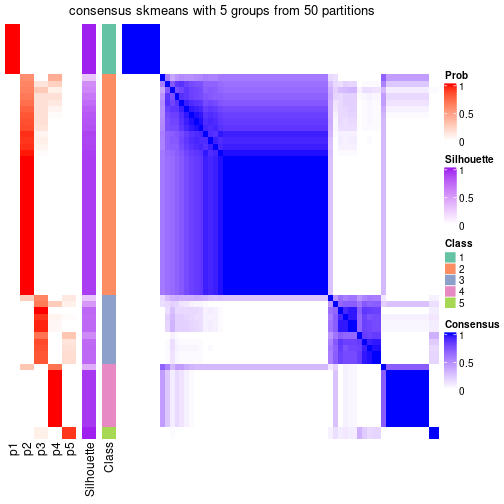 consensus skmeans with 5 groups from 50 partitions
Prob
1
0.5
0
Silhouette
1
0.5
0
Class
1
2
3
4
5
Consensus
1
0.5
0
p1
p2
p3
p4
p5
Silhouette
Class